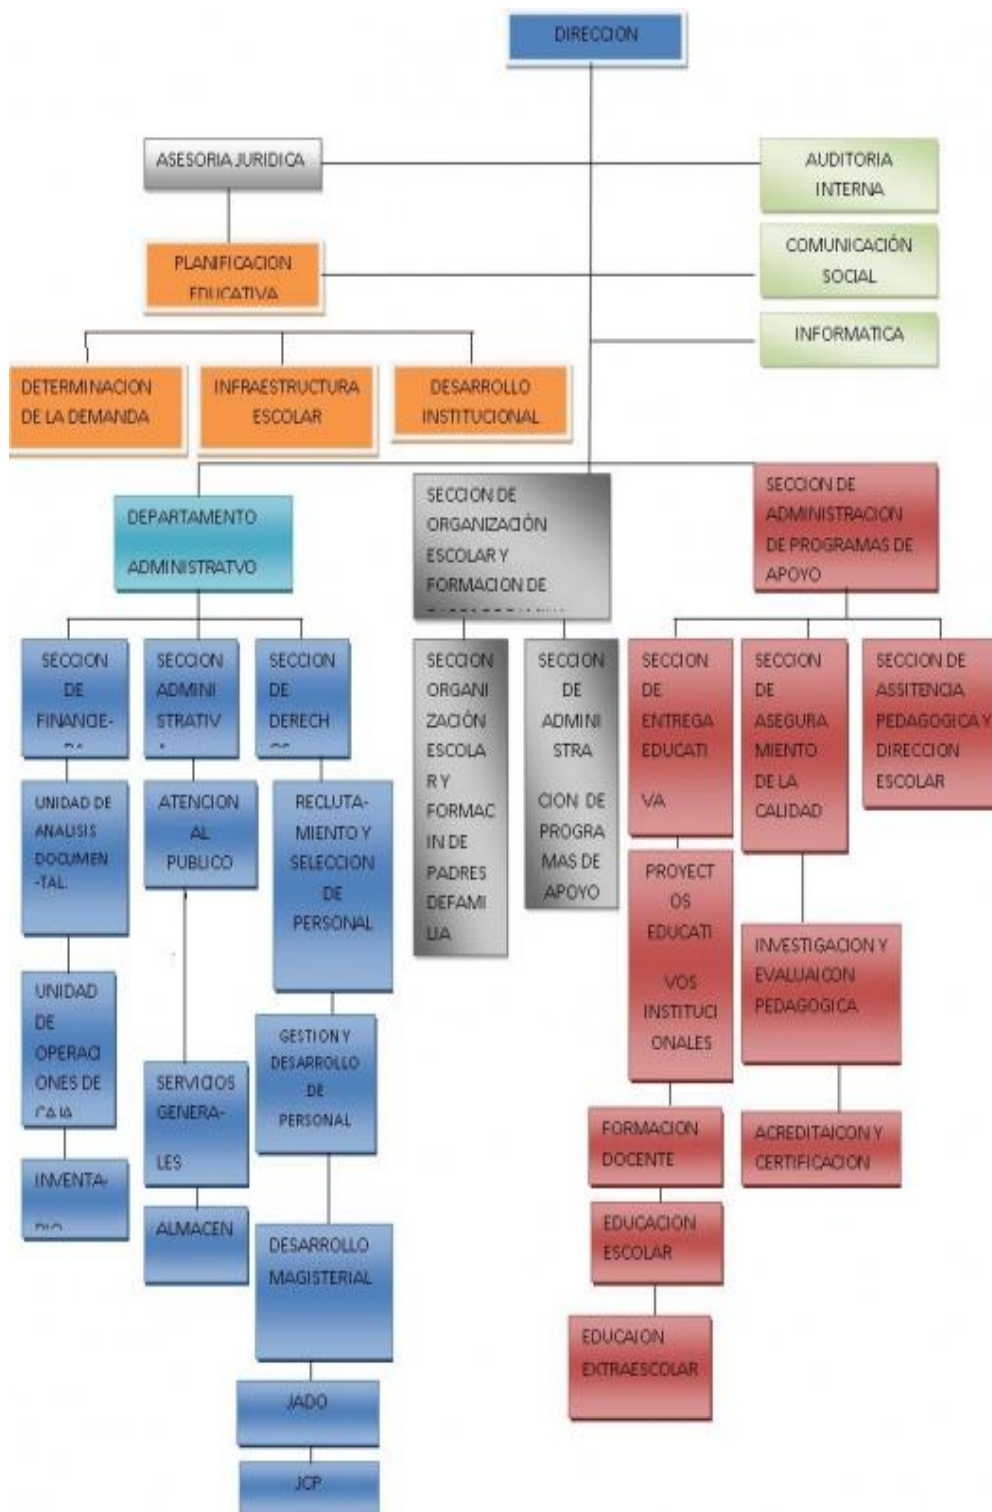 DIRECCION
ASESORIA JURIDICA
AUDITORIA
INTERNA
PLANIFICACION
EDUCATIVA
COMUNICACIÓN
SOCIAL
INFORMATICA
DETERMINACION
DE LA DEMANDA
INFRAESTRUCTURA
ESCOLAR
DESARROLLO
INSTITUCIONAL
DEPARTAMENTO
ADMINISTRATVO
SECCION DE
ORGANIZACIÓN
ESCOLAR Y
FORMACION DE
SECCION DE
ADMINISTRACION
DE PROGRAMAS DE
APOYO
SECCION
DE
FINANCIE-
SECCION
ADMINI
STRATIV
SECCION
DE
DERECH
SECCION
ORGANI
ZACIÓN
ESCOLA
R Y
FORMAC
IN DE
PADRES
DEFAMI
LIA
SECCION
DE
ADMINI
STRA
CION DE
PROGRA
MAS DE
APOYO
SECCION
DE
ENTREGA
EDUCATI
VA
SECCION
DE
ASEGURA
MIENTO
DE LA
CALIDAD
SECCION DE
ASSITENCIA
PEDAGOGICA Y
DIRECCION
ESCOLAR
UNIDAD DE
ANALISIS
DOCUMEN
-TAL.
ATENCION
AL
PUBLICO
RECLUTA-
MIENTO Y
SELECCION
DE
PERSONAL
PROYECT
OS
EDUCATI
VOS
INSTITUCI
ONALES
INVESTIGACION Y
EVALUAICON
PEDAGOGICA
UNIDAD
DE
OPERACI
ONES DE
CAJA
GESTION Y
DESARROLLO
DE
PERSONAL
SERVICIOS
GENERA-
LES
FORMACION
DOCENTE
ACREDITAICON Y
CERTIFICACION
INVENTA-
RIO
ALMACEN
DESARROLLO
MAGISTERIAL
EDUCACION
ESCOLAR
EDUCAION
EXTRAESCOLAR
JADO
JCP